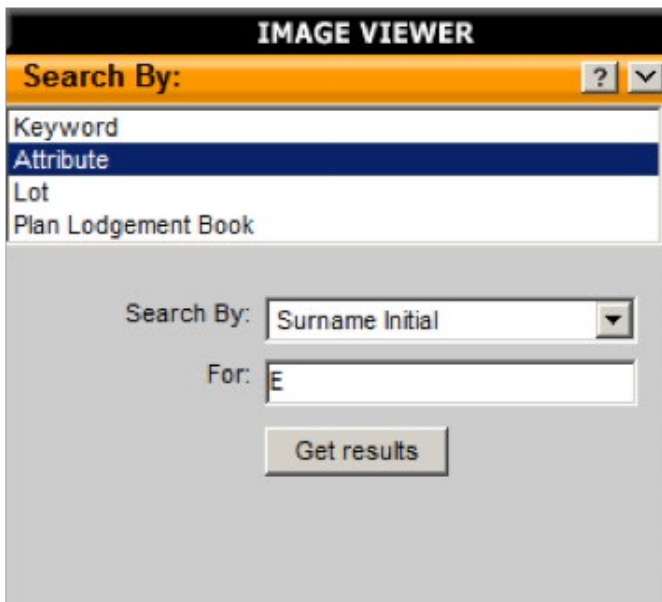 IMAGE VIEWER
Search By: ?
Keyword
Attribute
Lot
Plan Lodgement Book
Search By: Surname Initial
For: E
Get results